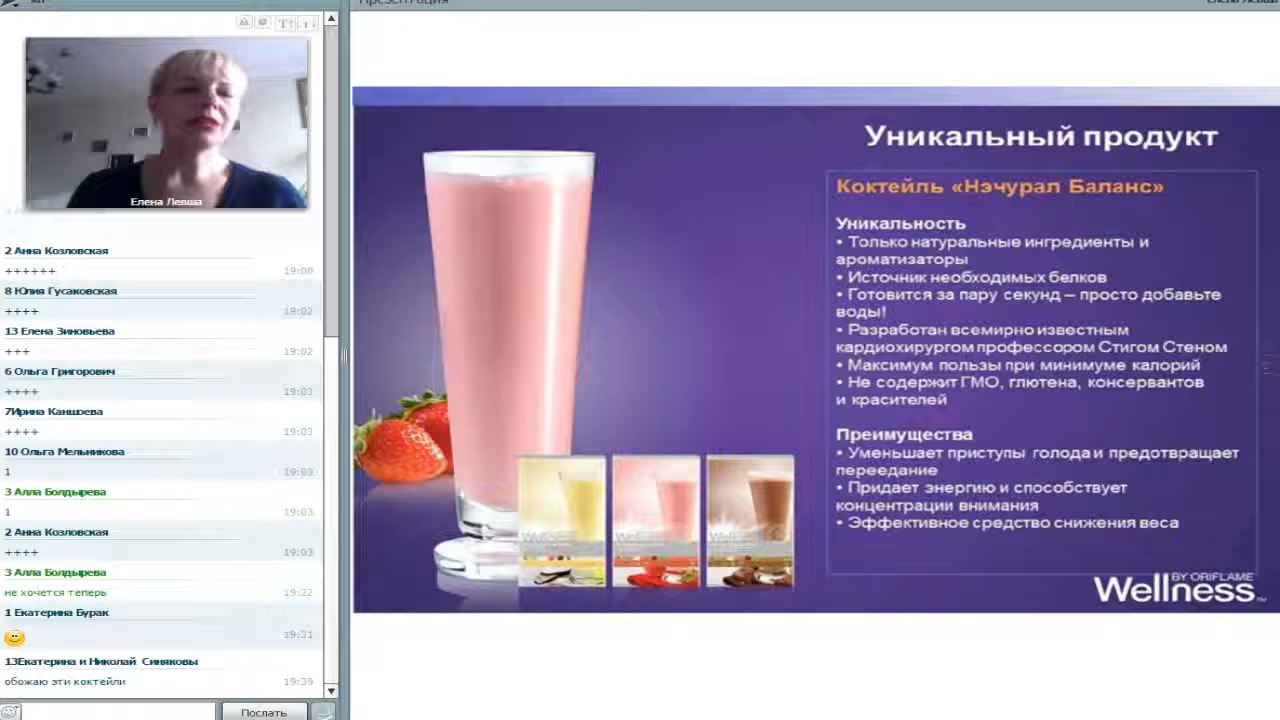 Презентация
Елена Левша
Елена Левша
2 Анна Козловская
++++++ 19:00
8 Юлия Гусаковская
++++ 19:02
13 Елена Зиновьева
+++ 19:02
6 Ольга Григорович
++++ 19:03
7Ирина Каншоева
++++ 19:03
10 Ольга Мельникова
1 19:03
3 Алла Болдырева
1 19:03
2 Анна Козловская
++++ 19:03
3 Алла Болдырева
не хочется теперь 19:22
1 Екатерина Бурак
19:31
13Екатерина и Николай Синяковы
обожаю эти коктейли 19:39
Послать
Уникальный продукт
Коктейль «Нэчурал Баланс»
Уникальность
• Только натуральные ингредиенты и
ароматизаторы
• Источник необходимых белков
• Готовится за пару секунд – просто добавьте
воды!
• Разработан всемирно известным
кардиохирургом профессором Стигом Стеном
• Максимум пользы при минимуме калорий
• Не содержит ГМО, глютена, консервантов
и красителей
Преимущества
• Уменьшает приступы голода и предотвращает
переедание
• Придает энергию и способствует
концентрации внимания
• Эффективное средство снижения веса
BY ORIFLAME
Wellness